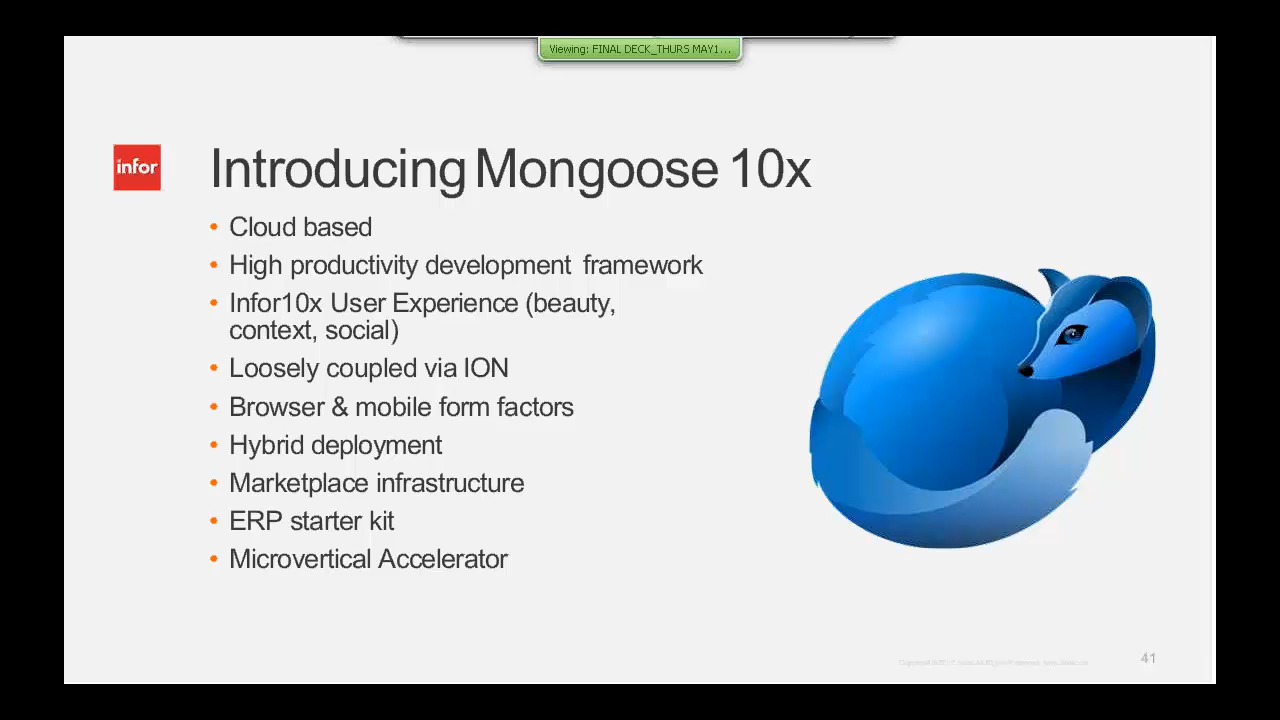 Viewing: FINAL DECK_THURS MAY1...
infor
Introducing Mongoose 10x
• Cloud based
• High productivity development framework
• Infor10x User Experience (beauty,
context, social)
• Loosely coupled via ION
• Browser & mobile form factors
• Hybrid deployment
• Marketplace infrastructure
• ERP starter kit
• Microvertical Accelerator
41